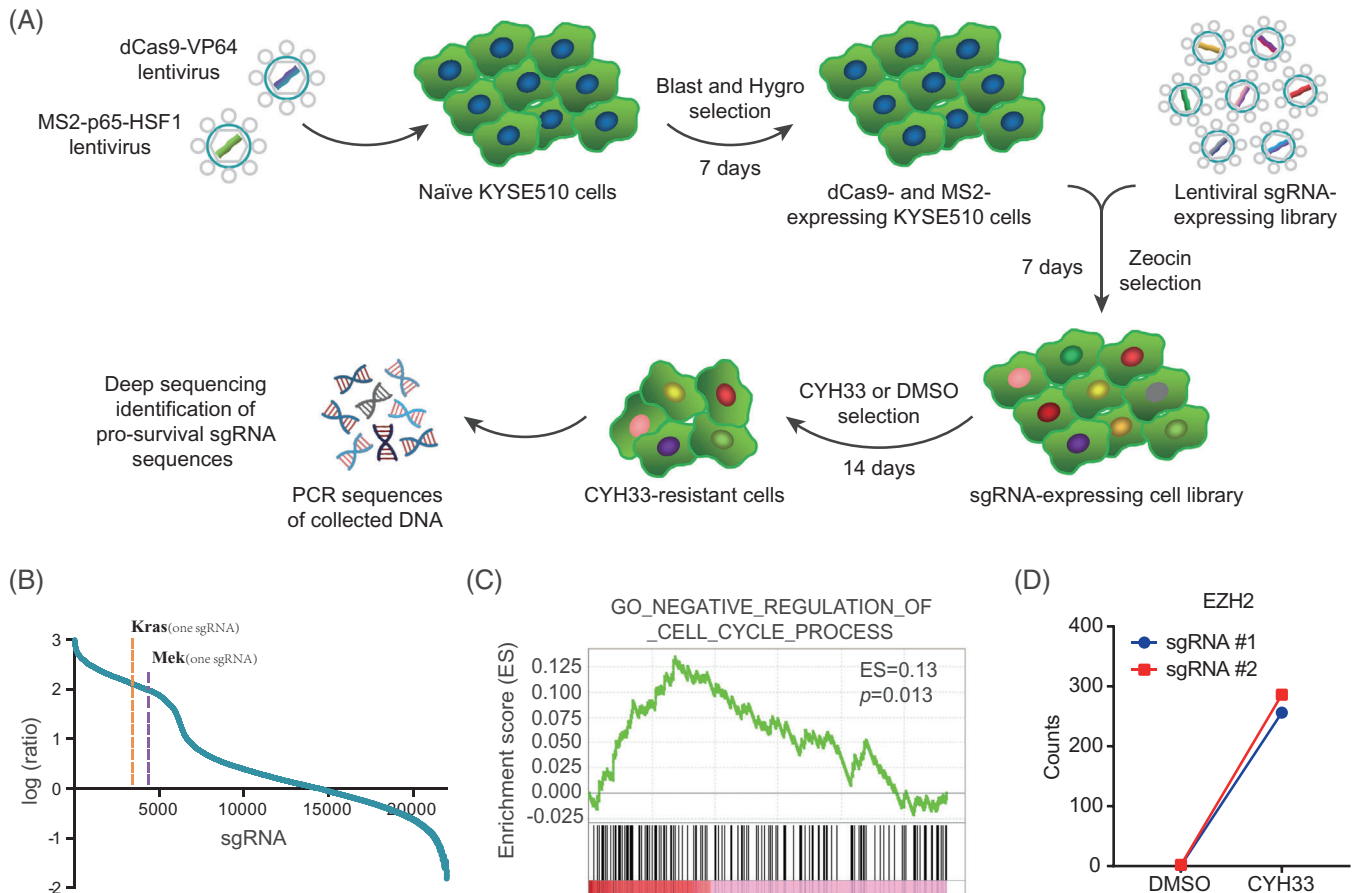 (A)
dCas9-VP64
lentivirus
MS2-p65-HSF1
lentivirus
Naïve KYSE510 cells
Blast and Hygro
selection
7 days
dCas9- and MS2-
expressing KYSE510 cells
Lentiviral sgRNA-
expressing library
7 days
Zeocin
selection
sgRNA-expressing cell library
CYH33 or DMSO
selection
14 days
CYH33-resistant cells
PCR sequences
of collected DNA
Deep sequencing
identification of
pro-survival sgRNA
sequences
(B)
Kras(one sgRNA)
Mek(one sgRNA)
log (ratio)
3
2
1
0
-1
-2
5000
10000
15000
20000
sgRNA
(C)
GO_NEGATIVE_REGULATION_OF
_CELL_CYCLE_PROCESS
Enrichment score (ES)
0.125
0.100
0.075
0.050
0.025
0.000
-0.025
ES=0.13
p=0.013
(D)
EZH2
sgRNA #1
sgRNA #2
Counts
400
300
200
100
0
DMSO
CYH33